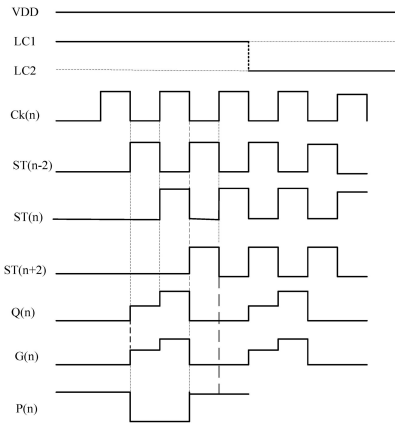 VDD
LC1
LC2
Ck(n)
ST(n-2)
ST(n)
ST(n+2)
Q(n)
G(n)
P(n)